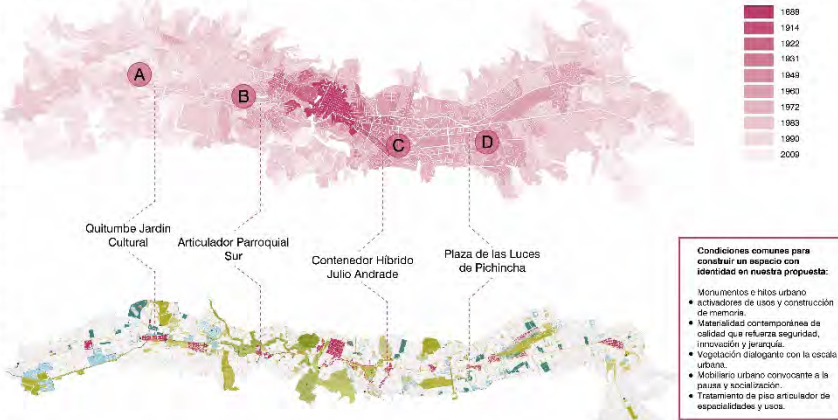 1688
1914
1922
1931
1949
1960
1972
1983
1990
2009
A
B
C
D
Quitumbe Jardin
Cultural
Articulador Parroquial
Sur
Contenedor Híbrido
Julio Andrade
Plaza de las Luces
de Pichincha
Condiciones comunes para
construir un espacio con
identidad en nuestra propuesta:
Monumentos e hitos urbano
• activadores de usos y construcción
de memoria.
• Materialidad contemporánea de
calidad que refuerza seguridad,
innovación y jerarquía.
• Vegetación dialogante con la escala
urbana.
• Mobiliario urbano convocante a la
pausa y socialización.
• Tratamiento de piso articulador de
espacialidades y usos.